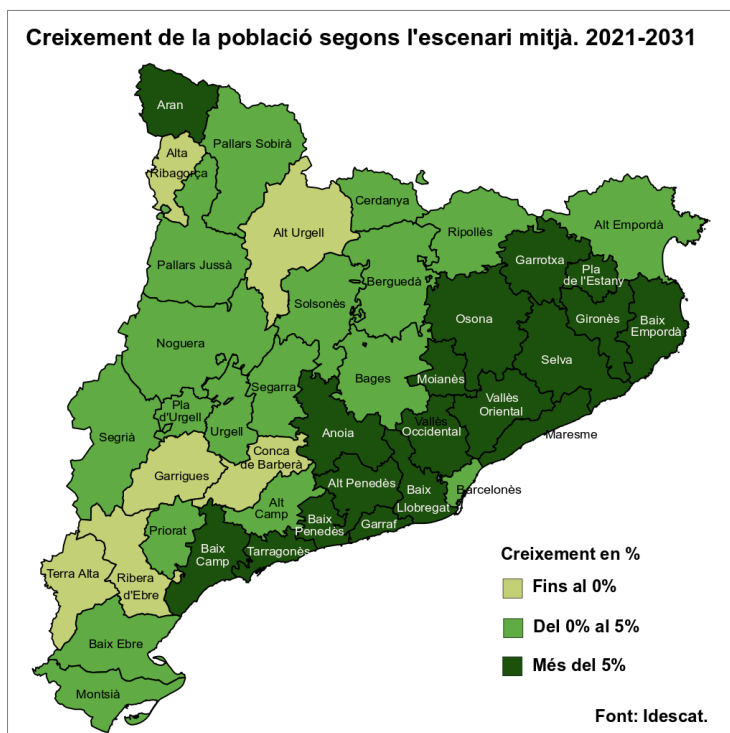 Creixement de la població segons l'escenari mitjà. 2021-2031
Aran
Pallars Sobirà
Alta
Ribagorça
Cerdanya
Alt Urgell
Ripollès
Alt Empordà
Pallars Jussà
Garrotxa
Pla
de l'Estany
Berguedà
Solsonès
Osona
Gironès
Baix
Empordà
Noguera
Selva
Segarra
Bages
Moianès
Vallès
Oriental
Pla
d'Urgell
Urgell
Segrià
Anoia
Vallès
Occidental
Maresme
Conca
de Barberà
Garrigues
Alt Penedès
Baix
Llobregat
Barcelonès
Alt
Camp
Priorat
Baix
Penedès
Garraf
Baix
Camp
Tarragonès
Terra Alta
Ribera
d'Ebre
Baix Ebre
Montsià
Creixement en %
Fins al 0%
Del 0% al 5%
Més del 5%
Font: Idescat.